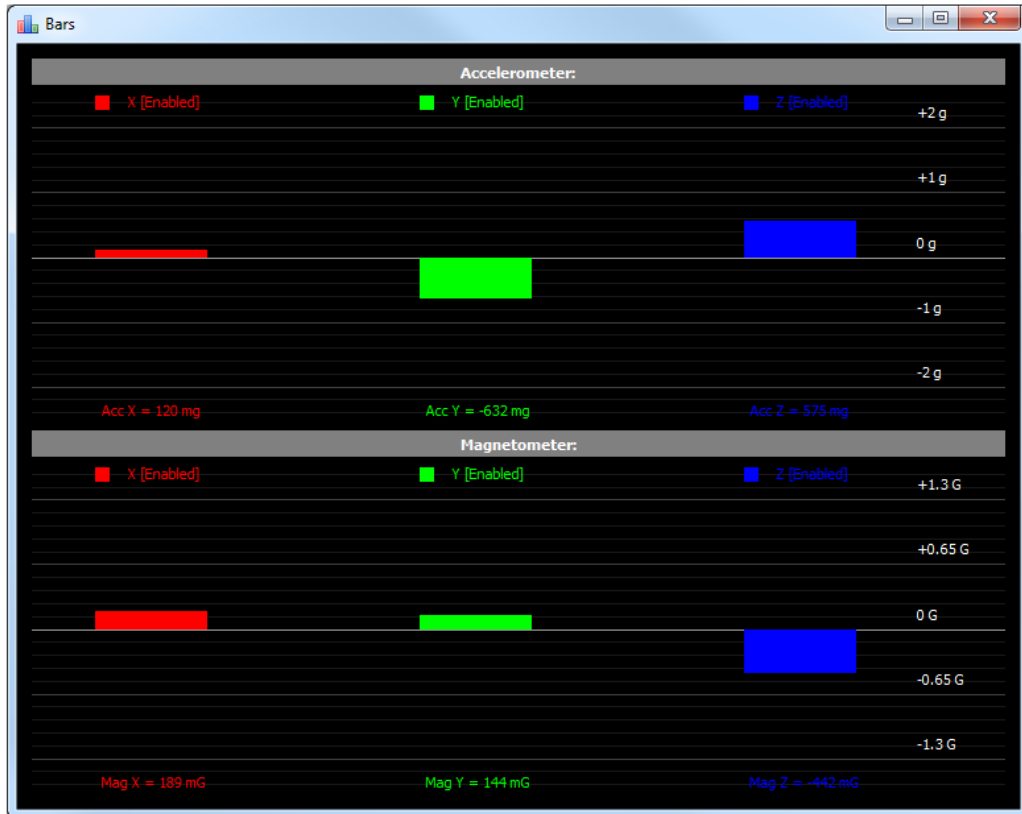 Bars
Accelerometer:
X [Enabled] Y [Enabled] Z [Enabled]
+2 g
+1 g
0 g
-1 g
-2 g
Acc X = 120 mg Acc Y = -632 mg Acc Z = 575 mg
Magnetometer:
X [Enabled] Y [Enabled] Z [Enabled]
+1.3 G
+0.65 G
0 G
-0.65 G
-1.3 G
Mag X = 189 mG Mag Y = 144 mG Mag Z = -442 mG